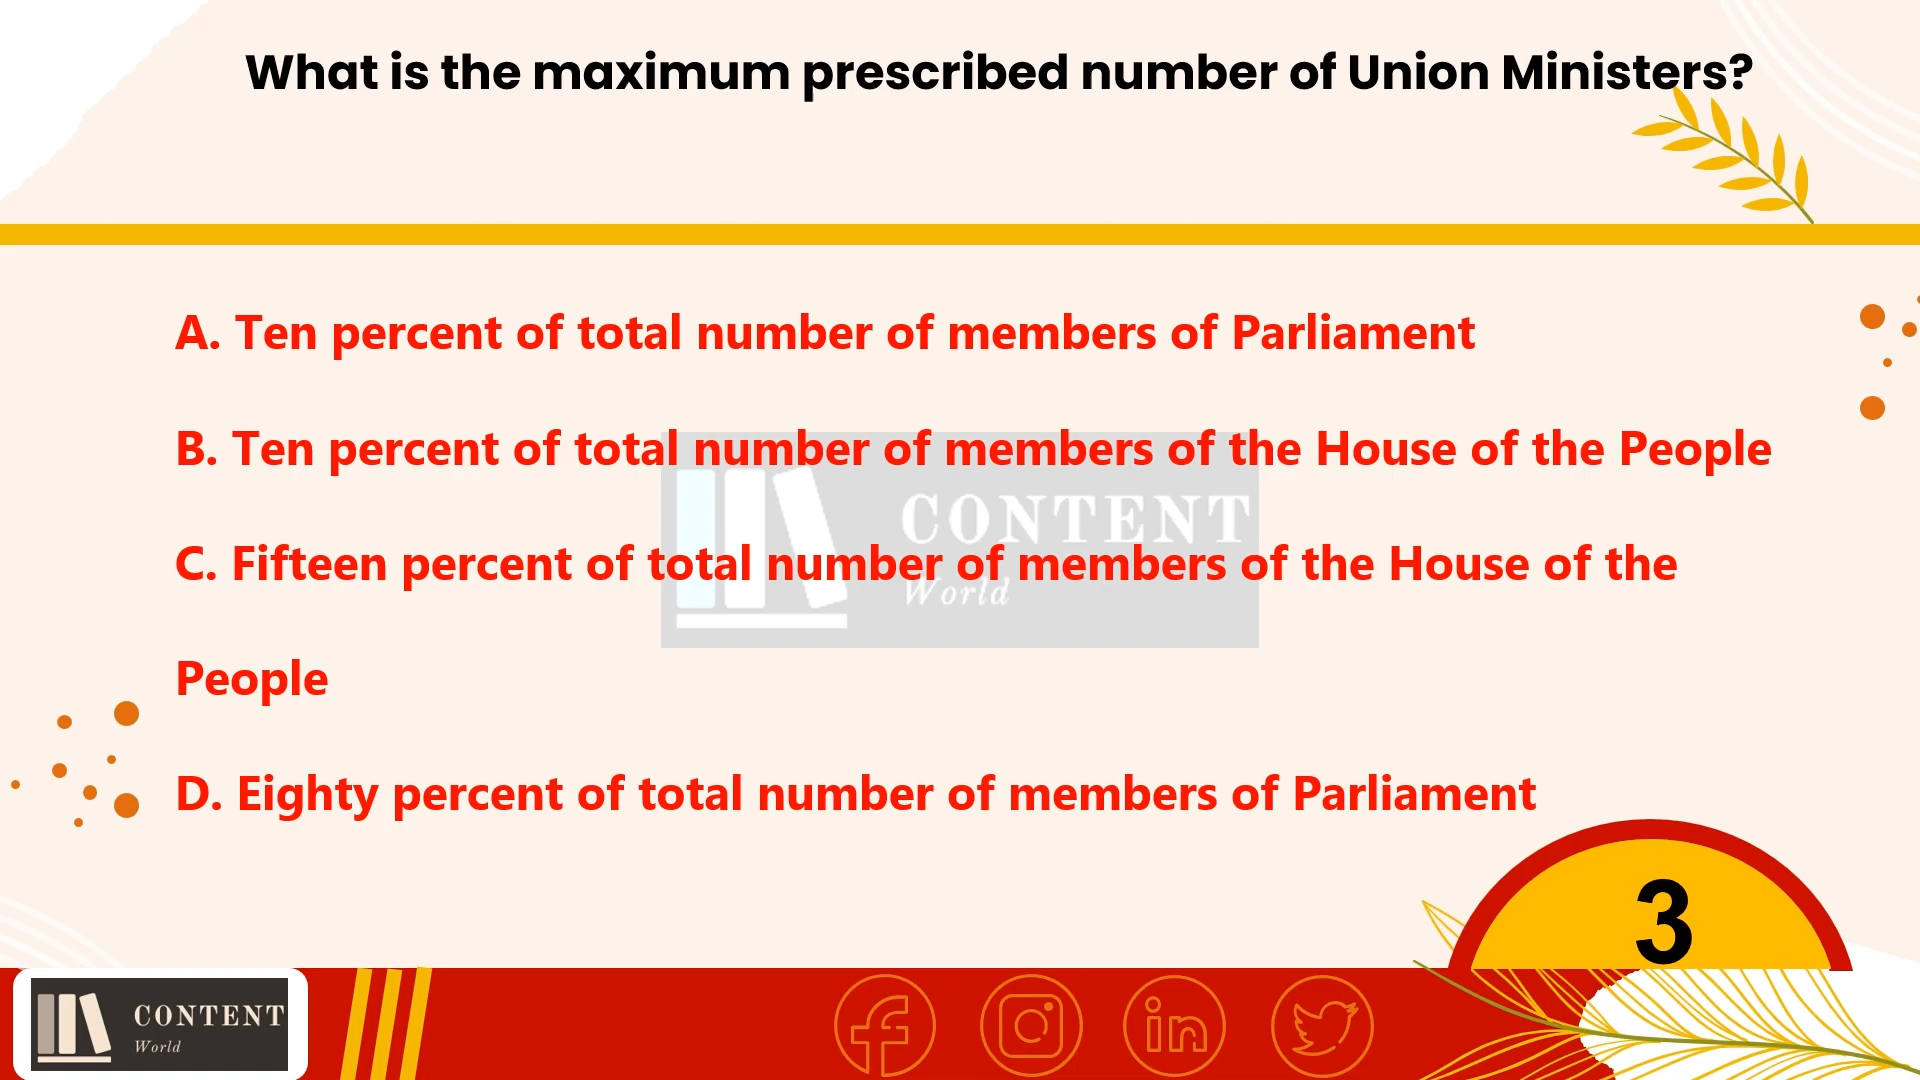 What is the maximum prescribed number of Union Ministers?
A. Ten percent of total number of members of Parliament
B. Ten percent of total number of members of the House of the People
C. Fifteen percent of total number of members of the House of the
People
D. Eighty percent of total number of members of Parliament
CONTENT
World
3
CONTENT
World